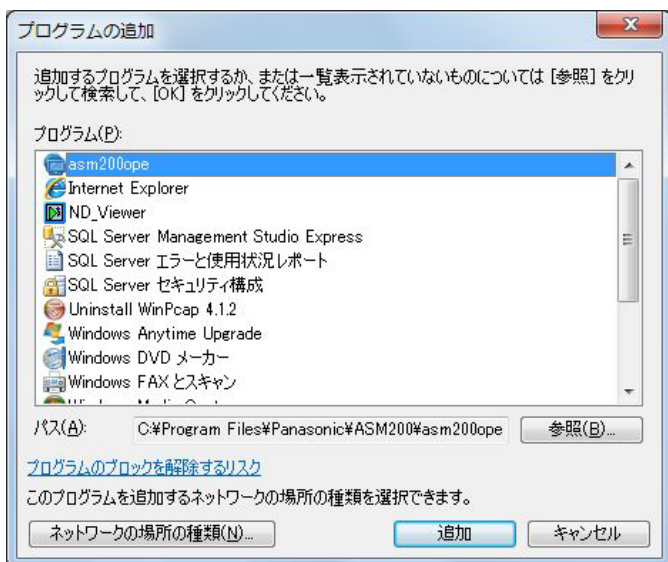 プログラムの追加
追加するプログラムを選択するか、または一覧表示されていないものについては [参照] をクリ
ックして検索して、[OK] をクリックしてください。
プログラム(P):
asm200ope
Internet Explorer
ND_Viewer
SQL Server Management Studio Express
SQL Server エラーと使用状況レポート
SQL Server セキュリティ構成
Uninstall WinPcap 4.1.2
Windows Anytime Upgrade
Windows DVD メーカー
Windows FAX とスキャン
パス(A):
C:¥Program Files¥Panasonic¥ASM200¥asm200ope
参照(B)...
プログラムのブロックを解除するリスク
このプログラムを追加するネットワークの場所の種類を選択できます。
ネットワークの場所の種類(N)...
追加
キャンセル